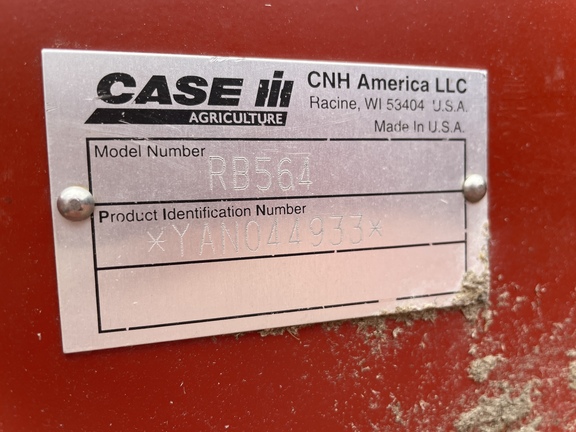 CASE IH
AGRICULTURE
CNH America LLC
Racine, WI 53404 U.S.A.
Made In U.S.A.
Model Number
RB564
Product Identification Number
*YAN044933*